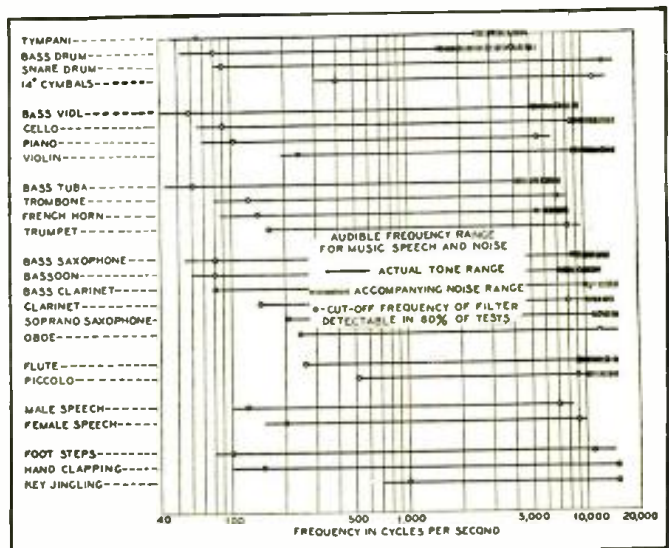 TYMPANI
BASS DRUM
SNARE DRUM
14" CYMBALS
BASS VIOL
CELLO
PIANO
VIOLIN
BASS TUBA
TROMBONE
FRENCH HORN
TRUMPET
BASS SAXOPHONE
BASSOON
BASS CLARINET
CLARINET
SOPRANO SAXOPHONE
OBOE
FLUTE
PICCOLO
MALE SPEECH
FEMALE SPEECH
FOOT STEPS
HAND CLAPPING
KEY JINGLING
AUDIBLE FREQUENCY RANGE
FOR MUSIC SPEECH AND NOISE
ACTUAL TONE RANGE
ACCOMPANYING NOISE RANGE
CUT-OFF FREQUENCY OF FILTER
DETECTABLE IN 80% OF TESTS
40 100 500 1,000 5,000 10,000 20,000
FREQUENCY IN CYCLES PER SECOND